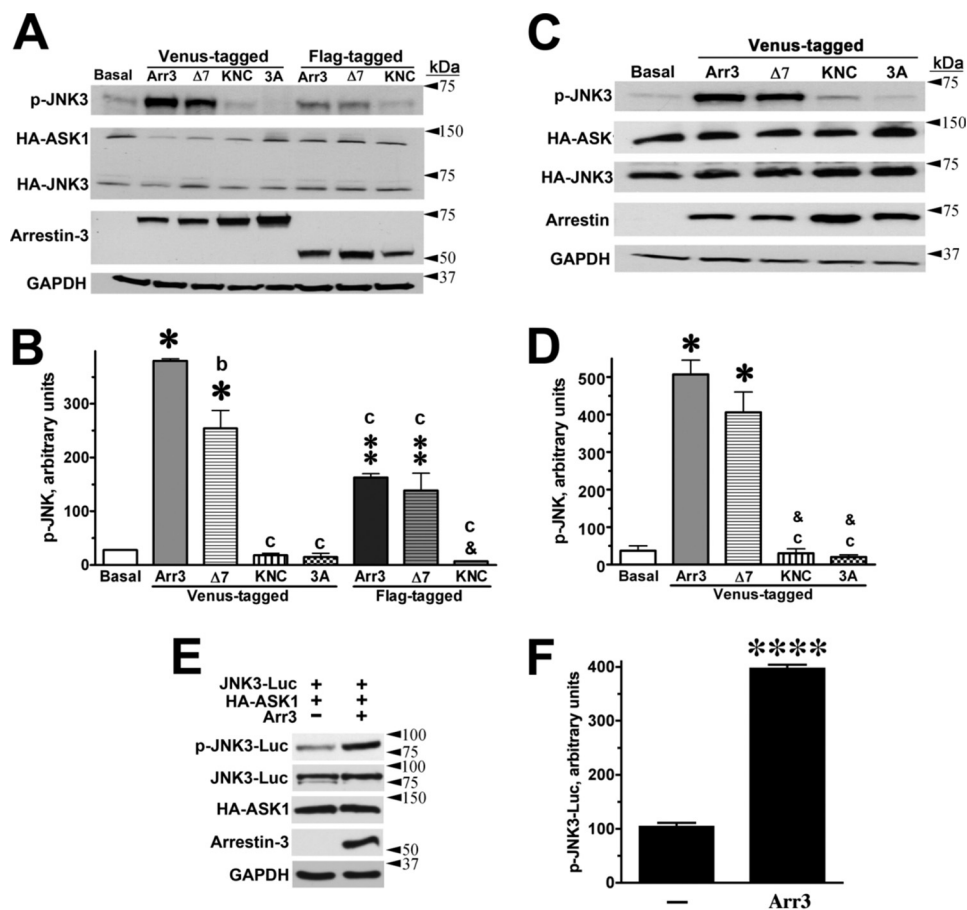 A
Venus-tagged Flag-tagged
Basal Arr3 Δ7 KNC 3A Arr3 Δ7 KNC kDa
p-JNK3 75
HA-ASK1 150
HA-JNK3 75
Arrestin-3 75
50
GAPDH 37
C
Venus-tagged
Basal Arr3 Δ7 KNC 3A kDa
p-JNK3 75
HA-ASK 150
HA-JNK3 75
Arrestin 75
GAPDH 37
B
p-JNK, arbitrary units
300
150
0
* b * c c c ** c ** c &
Basal Arr3 Δ7 KNC 3A Arr3 Δ7 KNC
Venus-tagged Flag-tagged
D
p-JNK, arbitrary units
500
400
300
200
100
50
0
* * & c & c
Basal Arr3 Δ7 KNC 3A
Venus-tagged
E
JNK3-Luc + +
HA-ASK1 + +
Arr3 − +
p-JNK3-Luc 100
75
JNK3-Luc 100
75
HA-ASK1 150
Arrestin-3
50
GAPDH 37
F
p-JNK3-Luc, arbitrary units
400
300
200
100
0
****
− Arr3